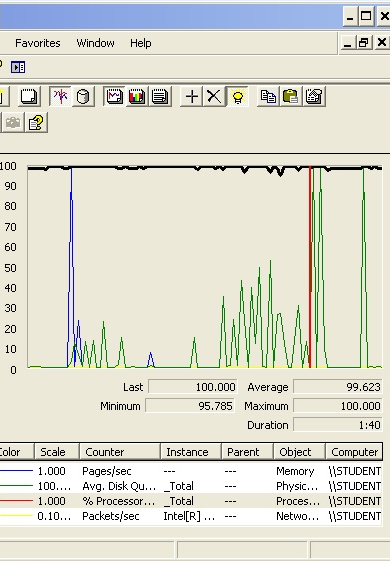 Favorites Window Help
100
90
80
70
60
50
40
30
20
10
0
Last 100.000 Average 99.623
Minimum 95.785 Maximum 100.000
Duration 1:40
Color Scale Counter Instance Parent Object Computer
1.000 Pages/sec --- --- Memory \\STUDENT
100.... Avg. Disk Qu... _Total --- Physic... \\STUDENT
1.000 % Processor... _Total --- Proces... \\STUDENT
0.10... Packets/sec Intel[R] ... --- Netwo... \\STUDENT